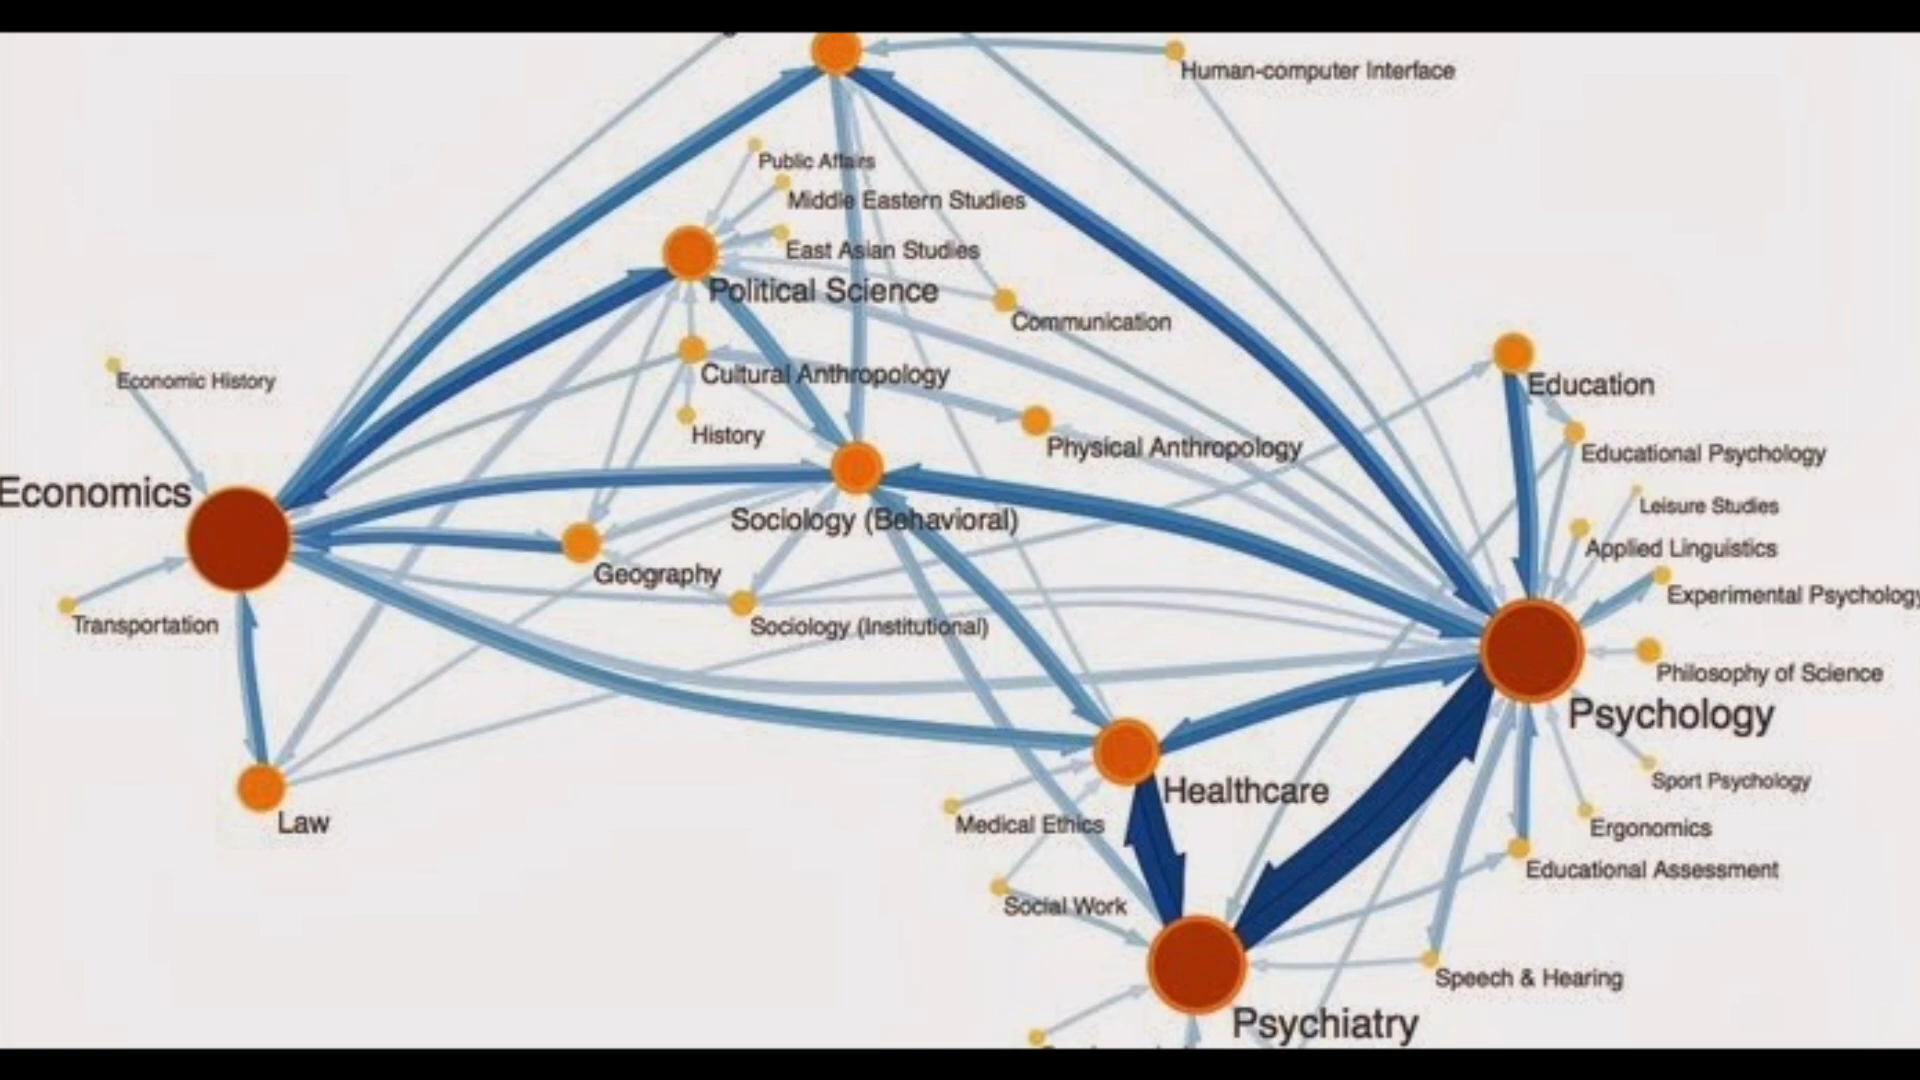 Human-computer Interface
Public Affairs
Middle Eastern Studies
East Asian Studies
Political Science
Communication
Economic History
Cultural Anthropology
Education
History
Physical Anthropology
Educational Psychology
Economics
Leisure Studies
Sociology (Behavioral)
Applied Linguistics
Geography
Experimental Psychology
Transportation
Sociology (Institutional)
Philosophy of Science
Psychology
Sport Psychology
Healthcare
Law
Medical Ethics
Ergonomics
Educational Assessment
Social Work
Speech & Hearing
Psychiatry